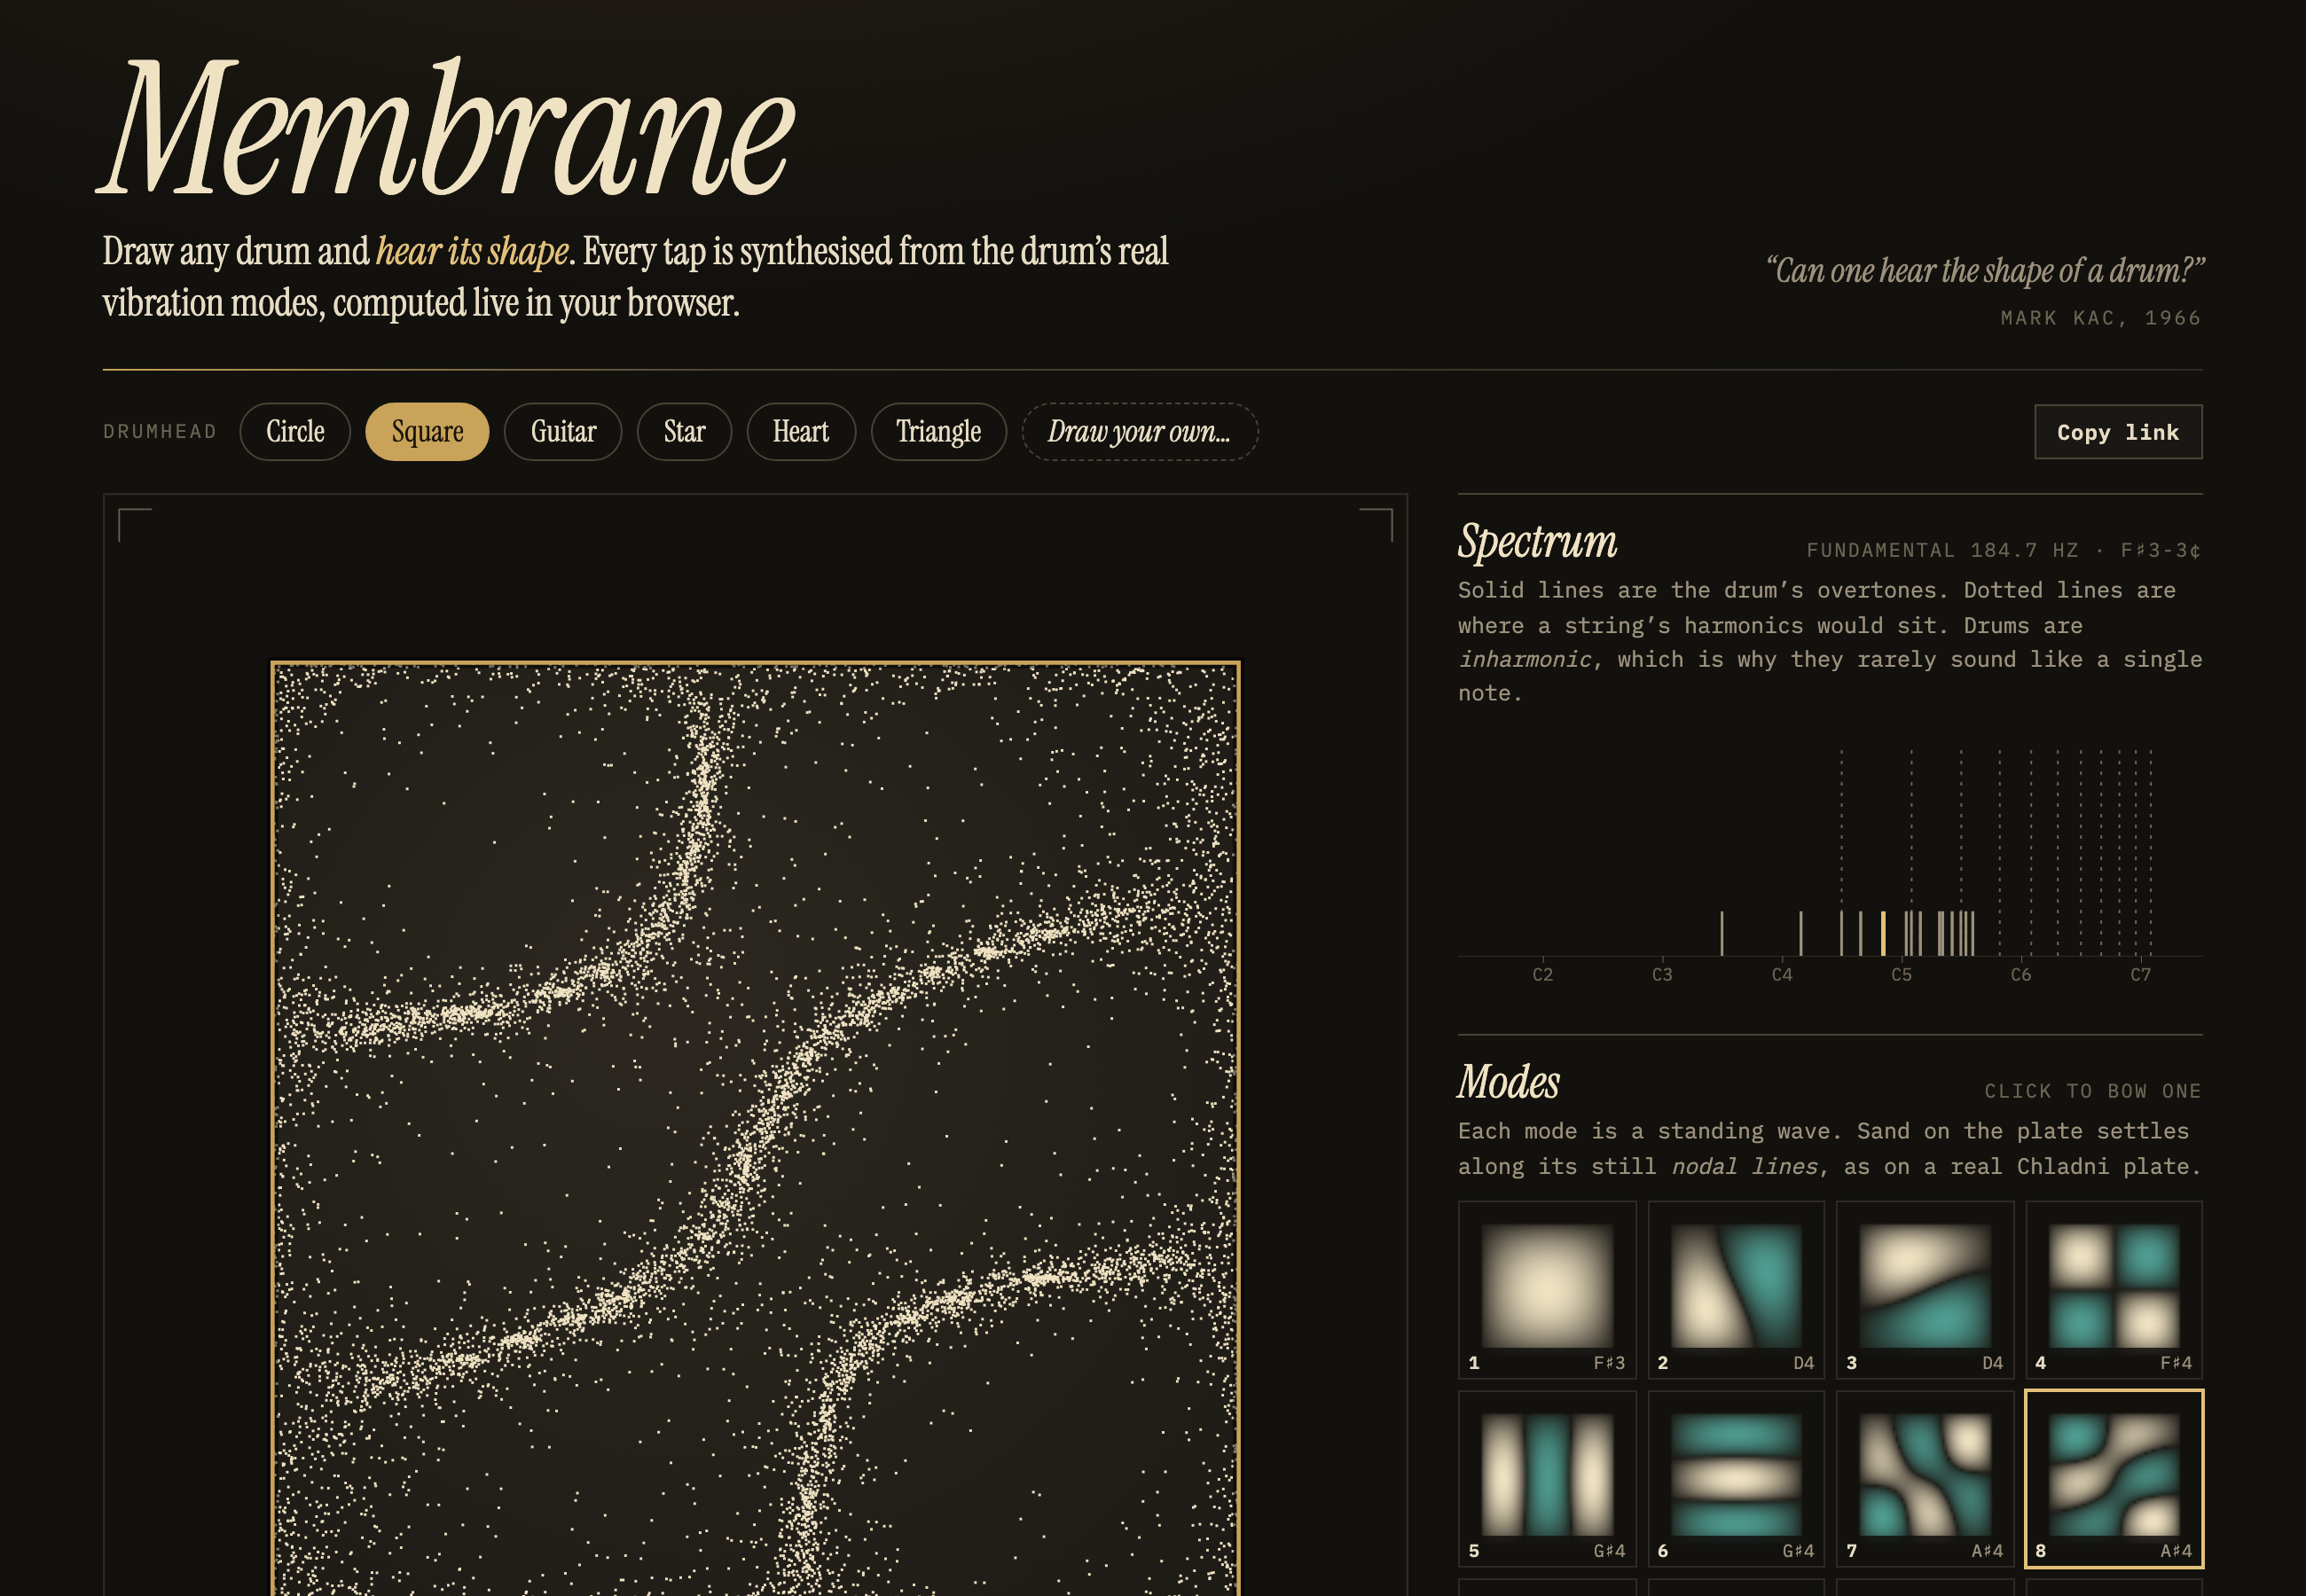 Membrane
Draw any drum and hear its shape. Every tap is synthesised from the drum’s real
vibration modes, computed live in your browser.
“Can one hear the shape of a drum?”
MARK KAC, 1966
DRUMHEAD
Circle
Square
Guitar
Star
Heart
Triangle
Draw your own…
Copy link
Spectrum
FUNDAMENTAL 184.7 HZ · F♯3-3¢
Solid lines are the drum’s overtones. Dotted lines are
where a string’s harmonics would sit. Drums are
inharmonic, which is why they rarely sound like a single
note.
C2 C3 C4 C5 C6 C7
Modes
CLICK TO BOW ONE
Each mode is a standing wave. Sand on the plate settles
along its still nodal lines, as on a real Chladni plate.
1 F♯3
2 D4
3 D4
4 F♯4
5 G♯4
6 G♯4
7 A♯4
8 A♯4